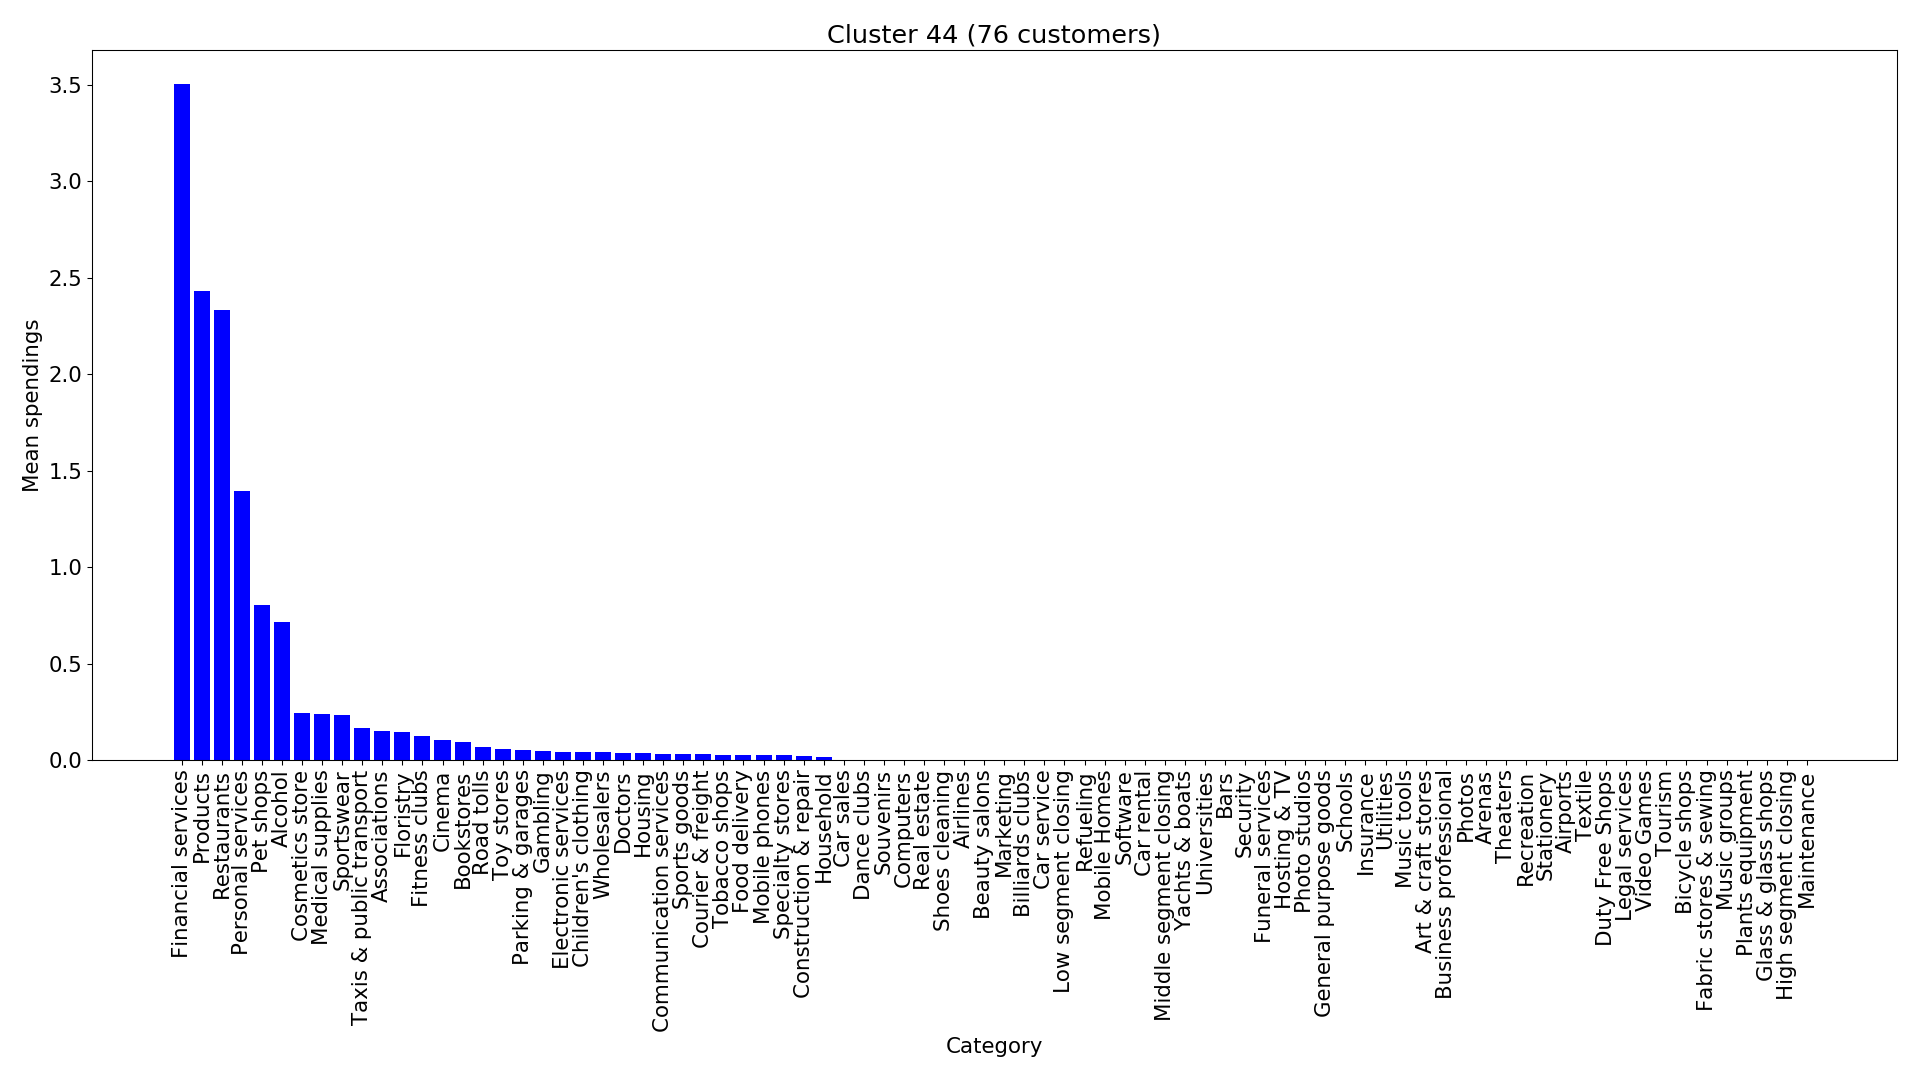 Cluster 44 (76 customers)
3.5
3.0
2.5
2.0
1.5
1.0
0.5
0.0
Mean spendings
Financial services
Products
Restaurants
Personal services
Pet shops
Alcohol
Cosmetics store
Medical supplies
Sportswear
Taxis & public transport
Associations
Floristry
Fitness clubs
Cinema
Bookstores
Road tolls
Toy stores
Parking & garages
Gambling
Electronic services
Children's clothing
Wholesalers
Doctors
Housing
Communication services
Sports goods
Courier & freight
Tobacco shops
Food delivery
Mobile phones
Specialty stores
Construction & repair
Household
Car sales
Dance clubs
Souvenirs
Computers
Real estate
Shoes cleaning
Airlines
Beauty salons
Marketing
Billiards clubs
Car service
Low segment closing
Refueling
Mobile Homes
Software
Car rental
Middle segment closing
Yachts & boats
Universities
Bars
Security
Funeral services
Hosting & TV
Photo studios
General purpose goods
Schools
Insurance
Utilities
Music tools
Art & craft stores
Business professional
Photos
Arenas
Theaters
Recreation
Stationery
Airports
Textile
Duty Free Shops
Legal services
Video Games
Tourism
Bicycle shops
Fabric stores & sewing
Music groups
Plants equipment
Glass & glass shops
High segment closing
Maintenance
Category